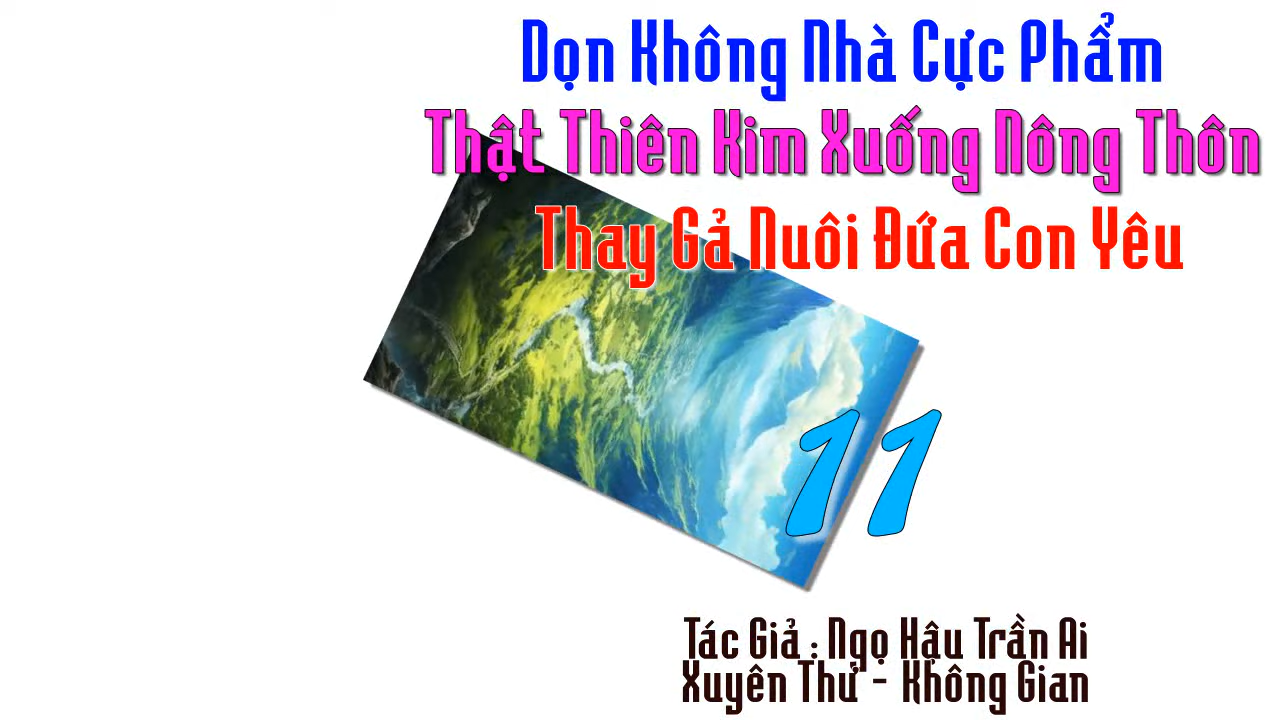 Dọn Không Nhà Cực Phẩm
Thật Thiên Kim Xuống Nông Thôn
Thay Gả Nuôi Đứa Con Yêu
11
Tác Giả : Ngọ Hậu Trần Ai
Xuyên Thư - Không Gian